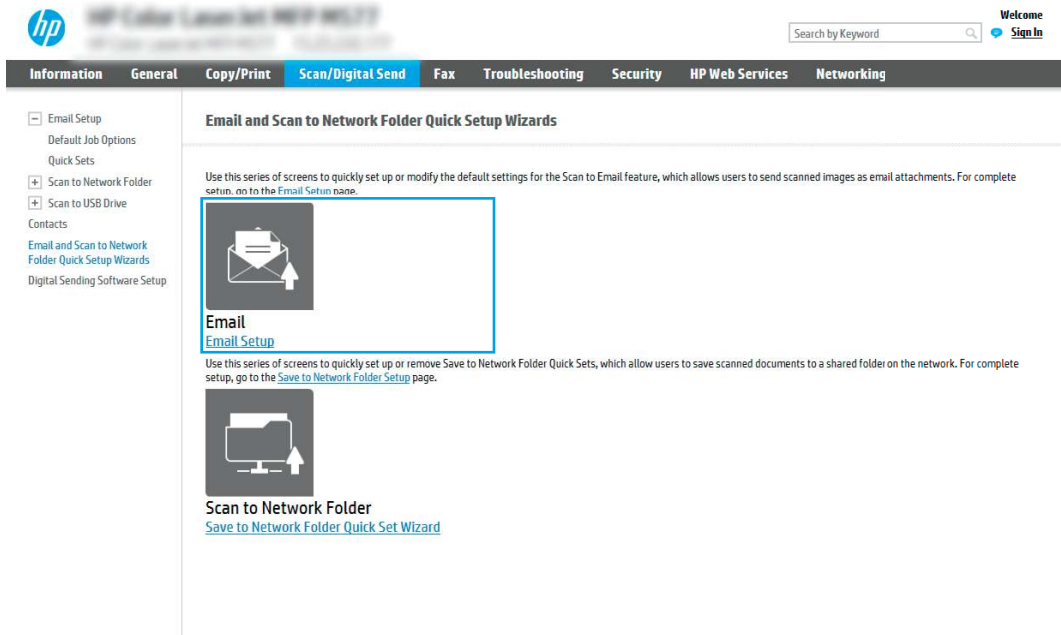 hp
Welcome
Search by Keyword
Sign In
Information General Copy/Print Scan/Digital Send Fax Troubleshooting Security HP Web Services Networking
Email Setup
Default Job Options
Quick Sets
Scan to Network Folder
Scan to USB Drive
Contacts
Email and Scan to Network
Folder Quick Setup Wizards
Digital Sending Software Setup
Email and Scan to Network Folder Quick Setup Wizards
Use this series of screens to quickly set up or modify the default settings for the Scan to Email feature, which allows users to send scanned images as email attachments. For complete
setup, go to the Email Setup page.
Email
Email Setup
Use this series of screens to quickly set up or remove Save to Network Folder Quick Sets, which allow users to save scanned documents to a shared folder on the network. For complete
setup, go to the Save to Network Folder Setup page.
Scan to Network Folder
Save to Network Folder Quick Set Wizard